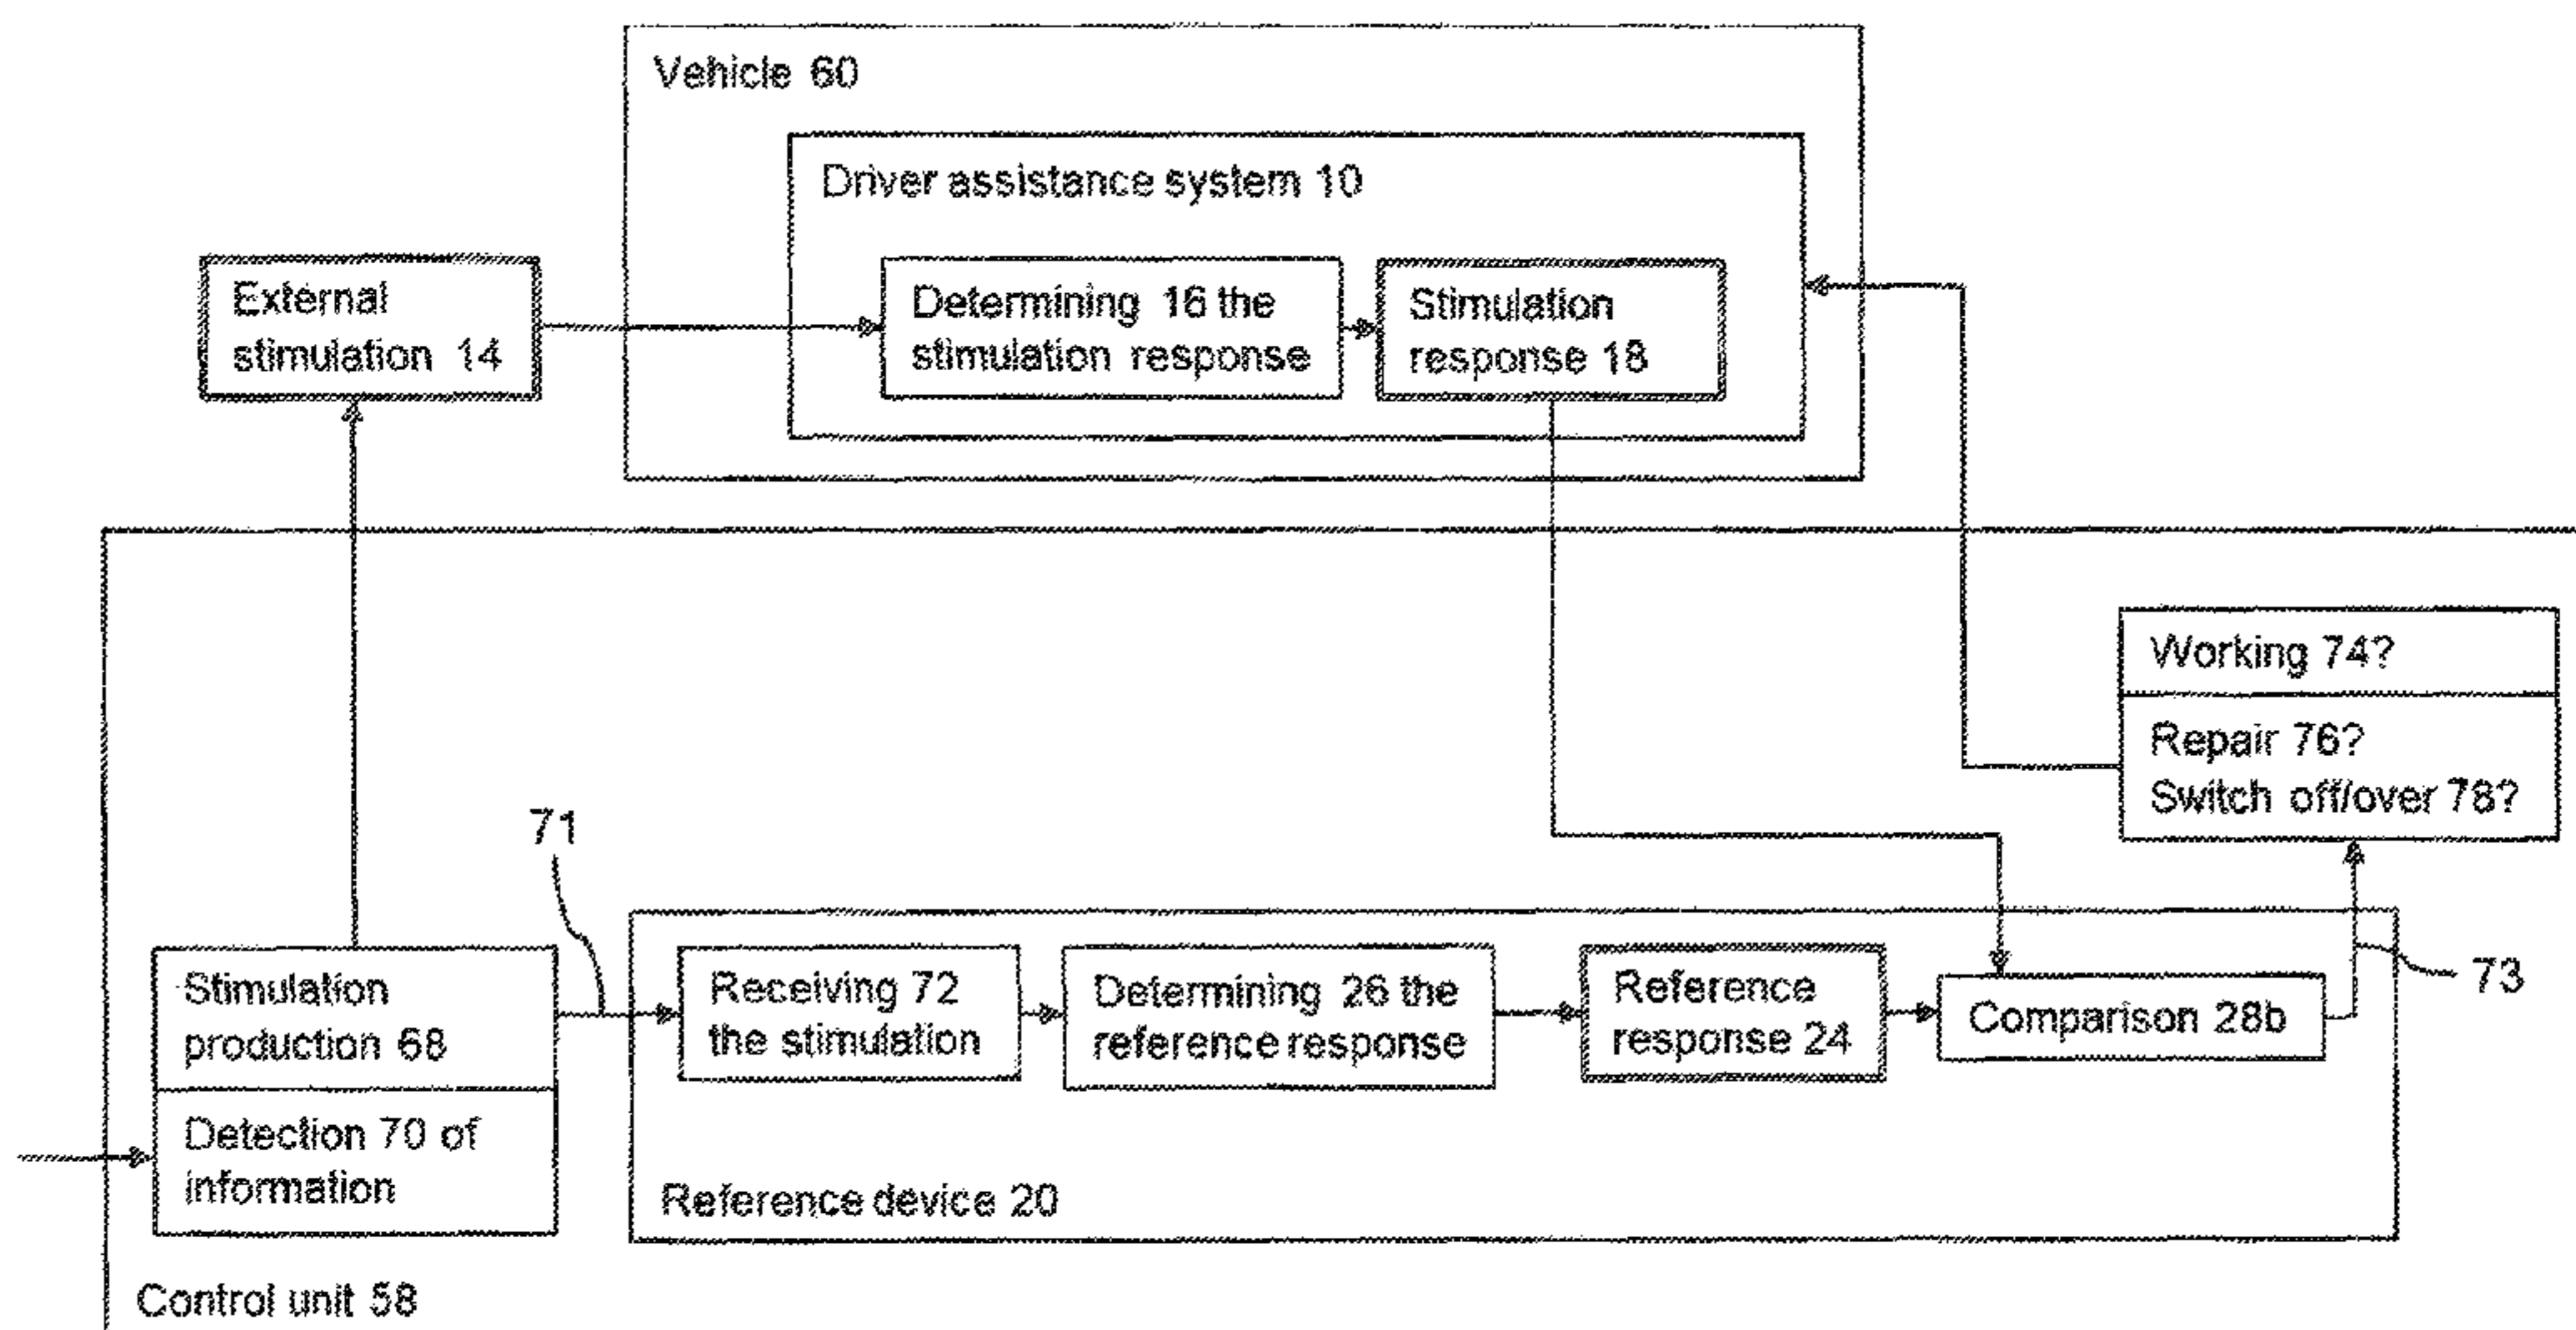 Vehicle 60
Driver assistance system 10
External
stimulation 14
Determining 16 the
stimulation response
Stimulation
response 18
Working 74?
Repair 76?
Switch off/over 78?
71
Stimulation
production 68
Detection 70 of
information
Receiving 72
the stimulation
Determining 26 the
reference response
Reference
response 24
Comparison 28b
73
Reference device 20
Control unit 58